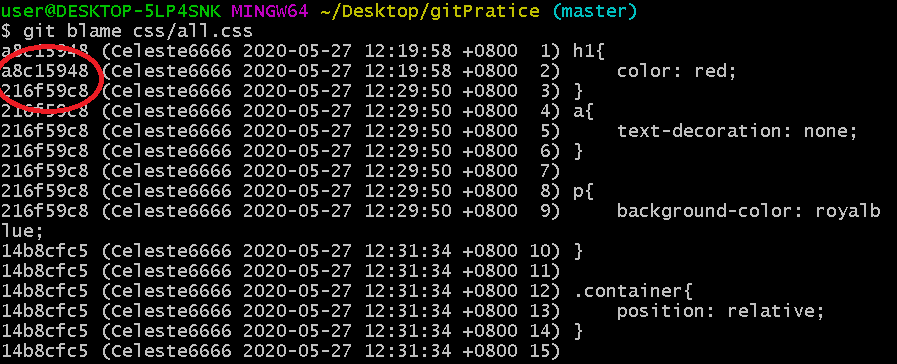 user@DESKTOP-5LP4SNK MINGW64 ~/Desktop/gitPratice (master)
$ git blame css/all.css
a8c15948 (Celeste6666 2020-05-27 12:19:58 +0800  1) h1{
a8c15948 (Celeste6666 2020-05-27 12:19:58 +0800  2)     color: red;
216f59c8 (Celeste6666 2020-05-27 12:29:50 +0800  3) }
216f59c8 (Celeste6666 2020-05-27 12:29:50 +0800  4) a{
216f59c8 (Celeste6666 2020-05-27 12:29:50 +0800  5)     text-decoration: none;
216f59c8 (Celeste6666 2020-05-27 12:29:50 +0800  6) }
216f59c8 (Celeste6666 2020-05-27 12:29:50 +0800  7)
216f59c8 (Celeste6666 2020-05-27 12:29:50 +0800  8) p{
216f59c8 (Celeste6666 2020-05-27 12:29:50 +0800  9)     background-color: royalb
lue;
14b8cfc5 (Celeste6666 2020-05-27 12:31:34 +0800 10) }
14b8cfc5 (Celeste6666 2020-05-27 12:31:34 +0800 11)
14b8cfc5 (Celeste6666 2020-05-27 12:31:34 +0800 12) .container{
14b8cfc5 (Celeste6666 2020-05-27 12:31:34 +0800 13)     position: relative;
14b8cfc5 (Celeste6666 2020-05-27 12:31:34 +0800 14) }
14b8cfc5 (Celeste6666 2020-05-27 12:31:34 +0800 15)